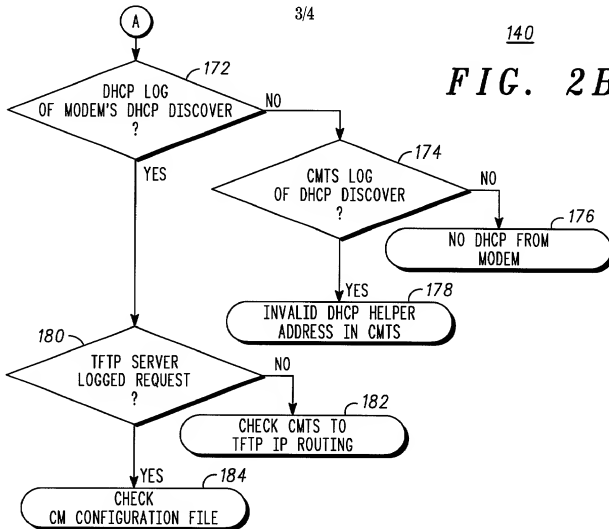 A
3/4
140
FIG. 2B
172
DHCP LOG
OF MODEM'S DHCP DISCOVER
?
NO
YES
174
CMTS LOG
OF DHCP DISCOVER
?
NO
176
NO DHCP FROM
MODEM
YES
178
INVALID DHCP HELPER
ADDRESS IN CMTS
180
TFTP SERVER
LOGGED REQUEST
?
NO
182
CHECK CMTS TO
TFTP IP ROUTING
YES
184
CHECK
CM CONFIGURATION FILE